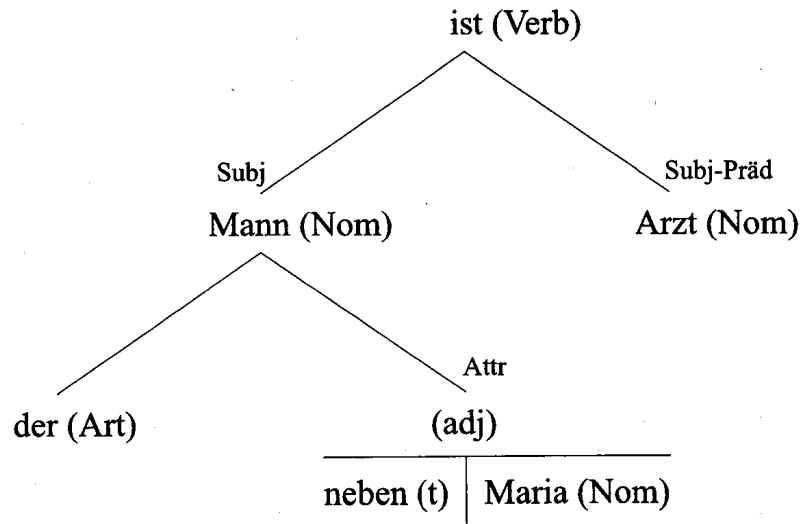 ist (Verb)
Subj
Subj-Präd
Mann (Nom)
Arzt (Nom)
Attr
der (Art)
(adj)
neben (t)
Maria (Nom)